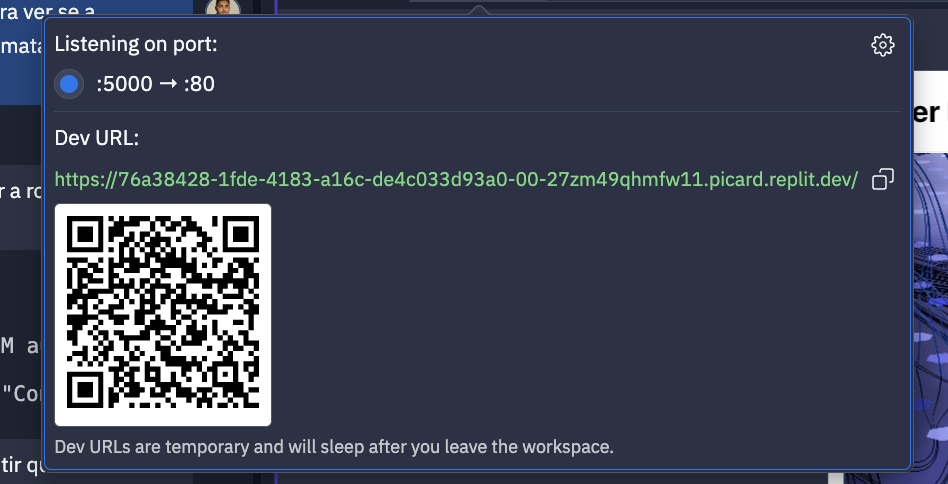 ra ver se a
mata
Listening on port:
:5000 → :80
er
Dev URL:
https://76a38428-1fde-4183-a16c-de4c033d93a0-00-27zm49qhmfw11.picard.replit.dev/
r a ro
M a
"Co
Dev URLs are temporary and will sleep after you leave the workspace.
tir qu